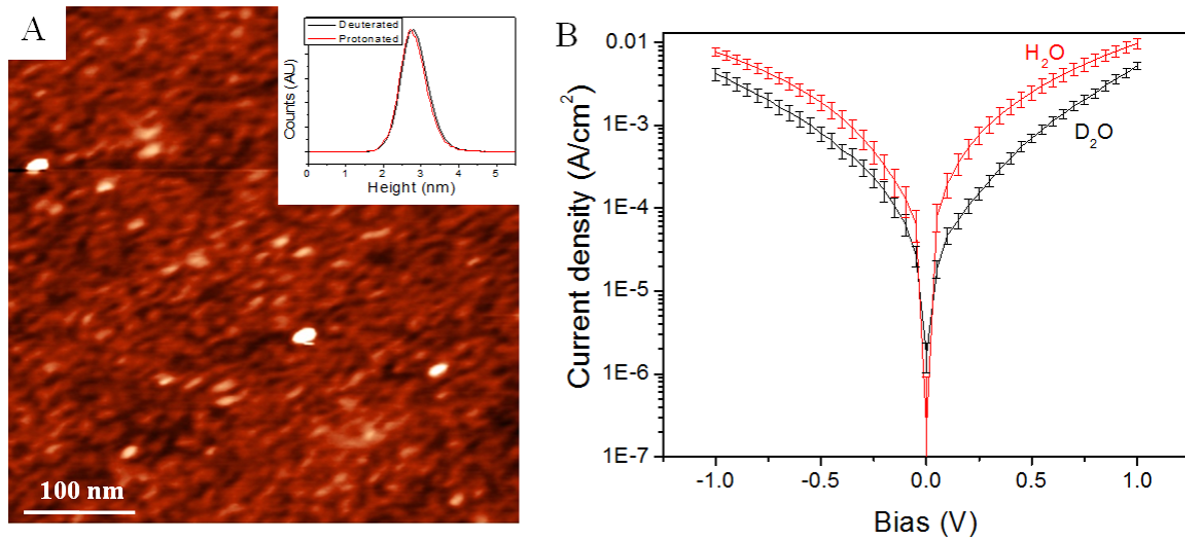 A
Deuterated
Protonated
Counts (AU)
0 1 2 3 4 5
Height (nm)
100 nm
B
0.01
1E-3
1E-4
1E-5
1E-6
1E-7
Current density (A/cm²)
H₂O
D₂O
-1.0 -0.5 0.0 0.5 1.0
Bias (V)